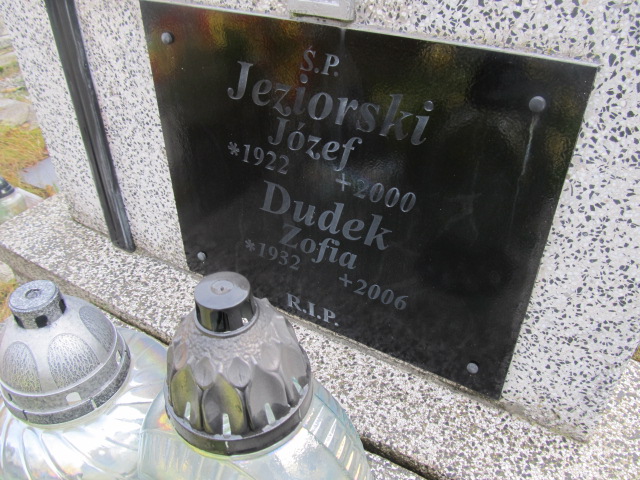 Ś.P.
Jeziorski
Józef
*1922 +2000
Dudek
Zofia
*1932 +2006
R.I.P.